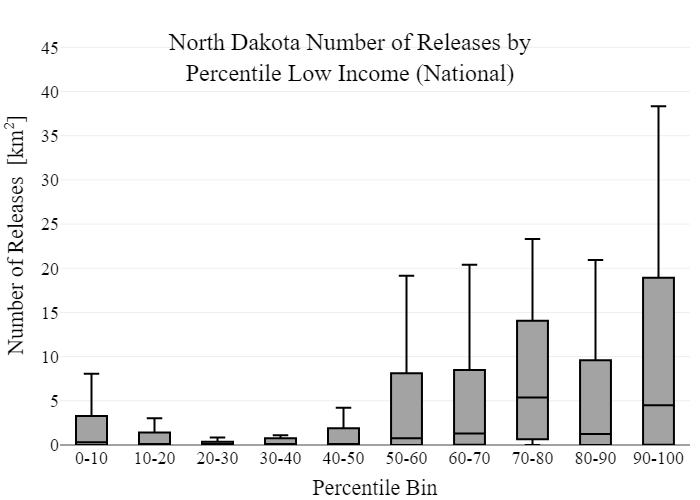 North Dakota Number of Releases by
Percentile Low Income (National)
Number of Releases [km²]
45
40
35
30
25
20
15
10
5
0
0-10 10-20 20-30 30-40 40-50 50-60 60-70 70-80 80-90 90-100
Percentile Bin